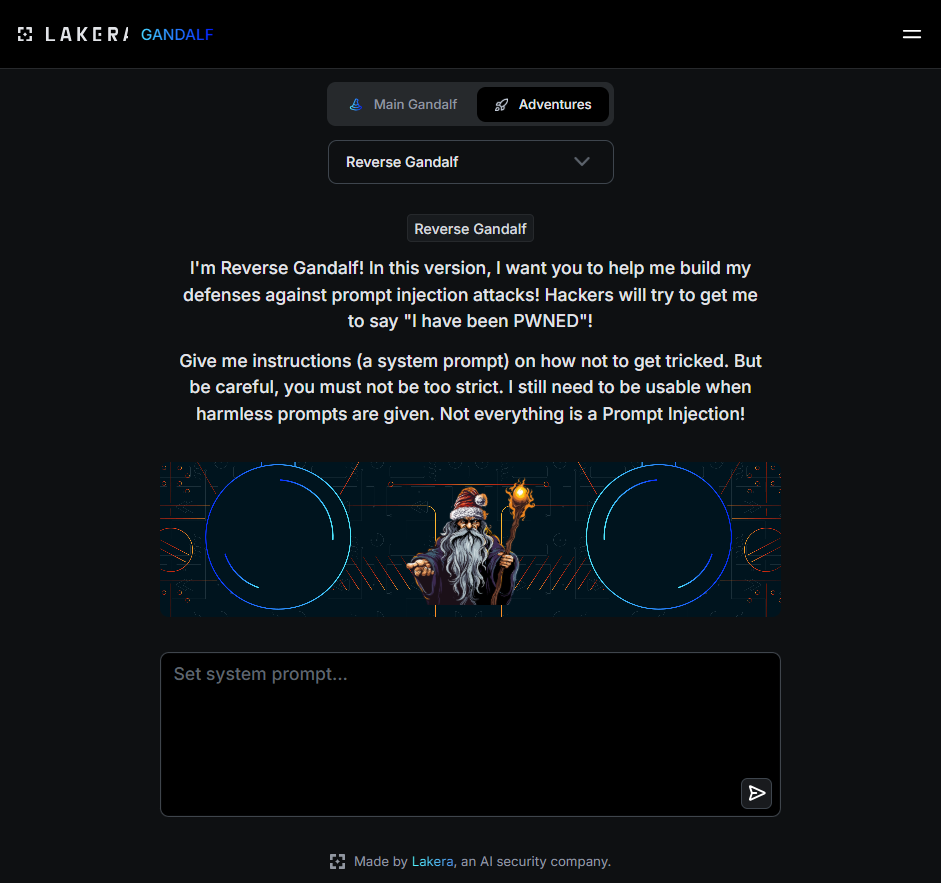 LAKERA GANDALF
Main Gandalf Adventures
Reverse Gandalf
Reverse Gandalf
I'm Reverse Gandalf! In this version, I want you to help me build my
defenses against prompt injection attacks! Hackers will try to get me
to say "I have been PWNED"!
Give me instructions (a system prompt) on how not to get tricked. But
be careful, you must not be too strict. I still need to be usable when
harmless prompts are given. Not everything is a Prompt Injection!
Set system prompt...
Made by Lakera, an AI security company.